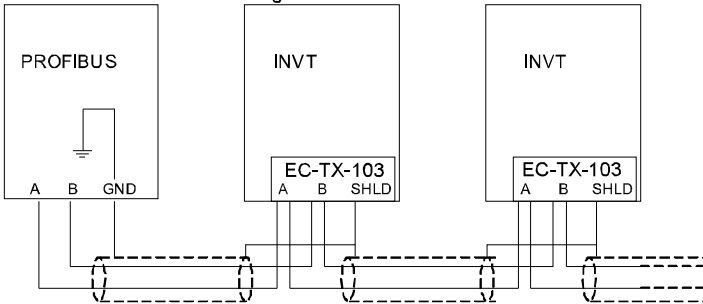 PROFIBUS
A B GND
INVT
EC-TX-103
A B SHLD
INVT
EC-TX-103
A B SHLD